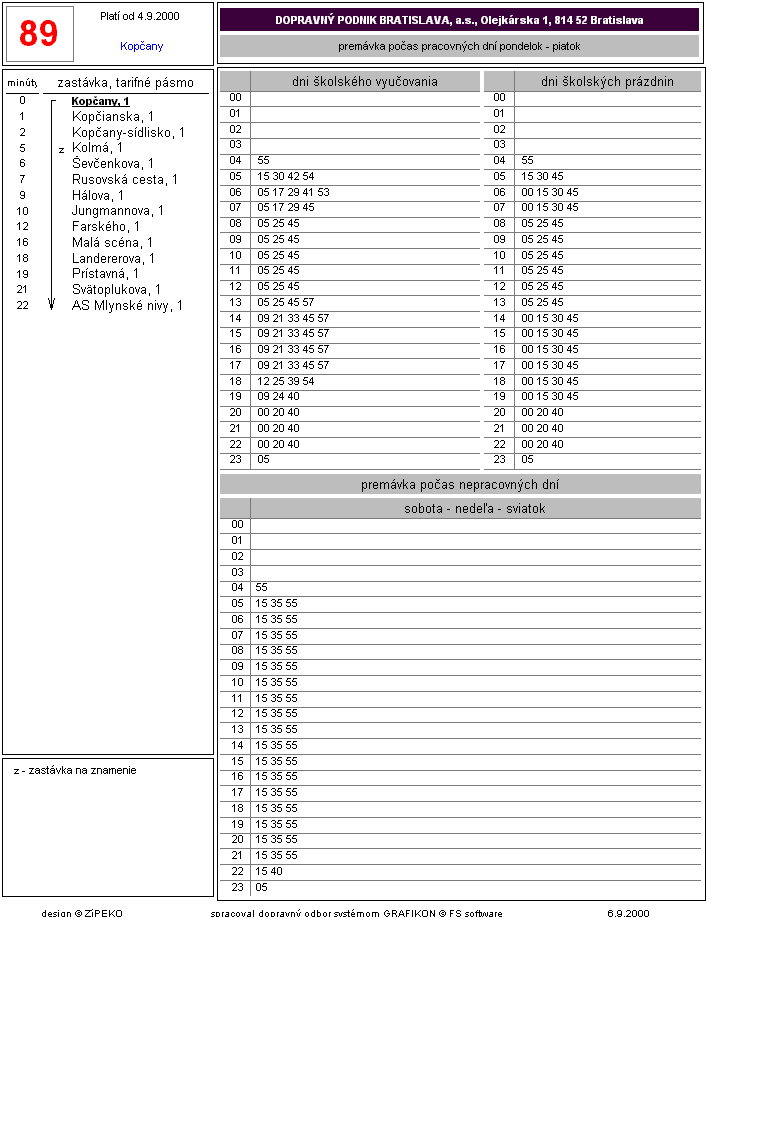 89
Platí od 4.9.2000
Kopčany
DOPRAVNÝ PODNIK BRATISLAVA, a.s., Olejkárska 1, 814 52 Bratislava
premávka počas pracovných dní pondelok - piatok
minúty zastávka, tarifné pásmo
0 Kopčany, 1
1 Kopčianska, 1
2 Kopčany-sídlisko, 1
5 z Kolmá, 1
6 Ševčenkova, 1
7 Rusovská cesta, 1
9 Hálova, 1
10 Jungmannova, 1
12 Farského, 1
16 Malá scéna, 1
18 Landererova, 1
19 Prístavná, 1
21 Svätoplukova, 1
22 AS Mlynské nivy, 1
z - zastávka na znamenie
dni školského vyučovania
00
01
02
03
04 55
05 15 30 42 54
06 05 17 29 41 53
07 05 17 29 45
08 05 25 45
09 05 25 45
10 05 25 45
11 05 25 45
12 05 25 45
13 05 25 45 57
14 09 21 33 45 57
15 09 21 33 45 57
16 09 21 33 45 57
17 09 21 33 45 57
18 12 25 39 54
19 09 24 40
20 00 20 40
21 00 20 40
22 00 20 40
23 05
dni školských prázdnin
00
01
02
03
04 55
05 15 30 45
06 00 15 30 45
07 00 15 30 45
08 05 25 45
09 05 25 45
10 05 25 45
11 05 25 45
12 05 25 45
13 05 25 45
14 00 15 30 45
15 00 15 30 45
16 00 15 30 45
17 00 15 30 45
18 00 15 30 45
19 00 15 30 45
20 00 20 40
21 00 20 40
22 00 20 40
23 05
premávka počas nepracovných dní
sobota - nedeľa - sviatok
00
01
02
03
04 55
05 15 35 55
06 15 35 55
07 15 35 55
08 15 35 55
09 15 35 55
10 15 35 55
11 15 35 55
12 15 35 55
13 15 35 55
14 15 35 55
15 15 35 55
16 15 35 55
17 15 35 55
18 15 35 55
19 15 35 55
20 15 35 55
21 15 35 55
22 15 40
23 05
design © ZíPEKO spracoval dopravný odbor systémom GRAFIKON © FS software 6.9.2000